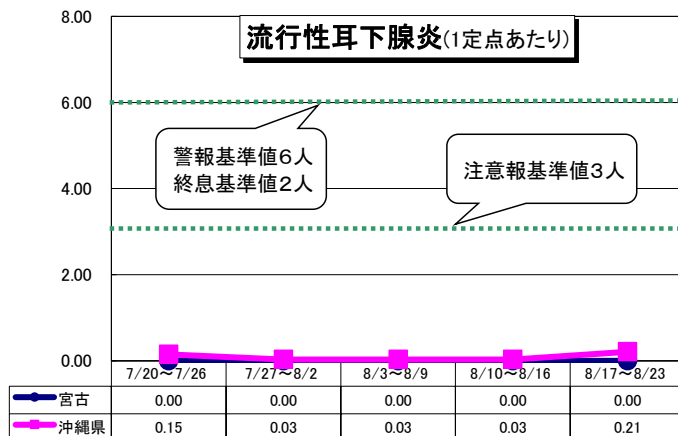 流行性耳下腺炎(1定点あたり)
8.00
6.00
警報基準値6人
終息基準値2人
注意報基準値3人
4.00
2.00
0.00
7/20～7/26 7/27～8/2 8/3～8/9 8/10～8/16 8/17～8/23
宮古 0.00 0.00 0.00 0.00 0.00
沖縄県 0.15 0.03 0.03 0.03 0.21